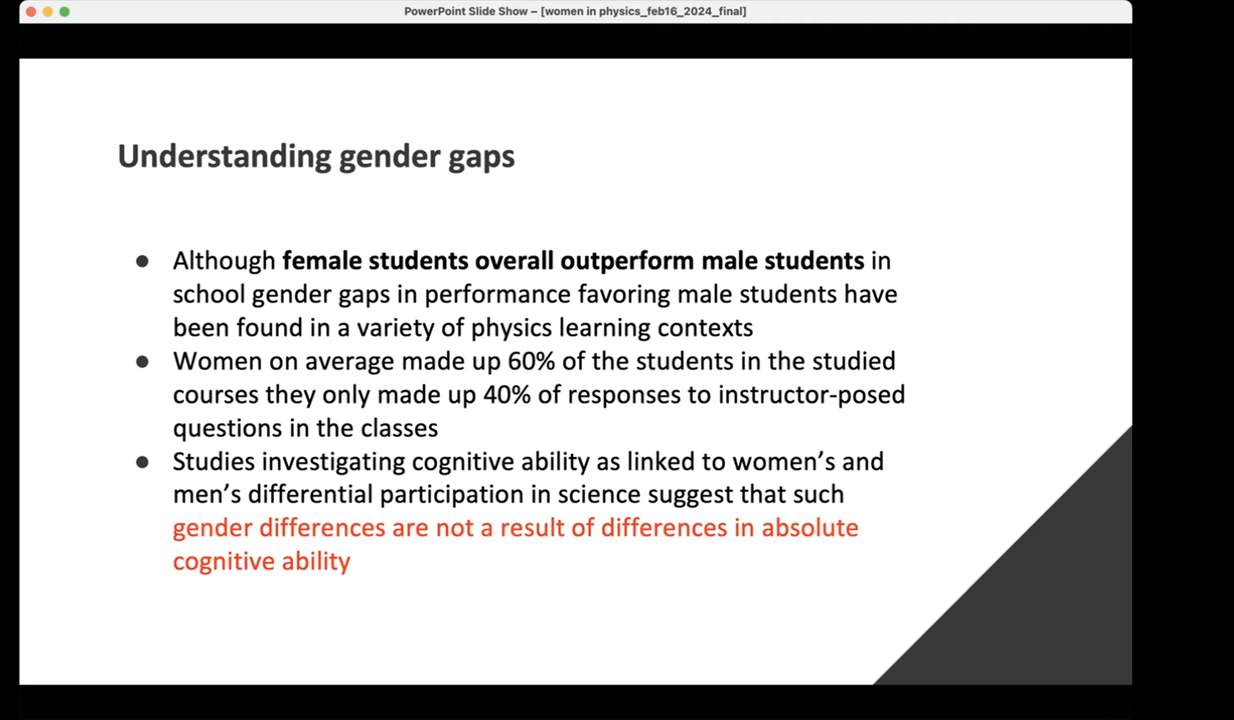 PowerPoint Slide Show – [women in physics_feb16_2024_final]
Understanding gender gaps
● Although female students overall outperform male students in
school gender gaps in performance favoring male students have
been found in a variety of physics learning contexts
● Women on average made up 60% of the students in the studied
courses they only made up 40% of responses to instructor-posed
questions in the classes
● Studies investigating cognitive ability as linked to women’s and
men’s differential participation in science suggest that such
gender differences are not a result of differences in absolute
cognitive ability